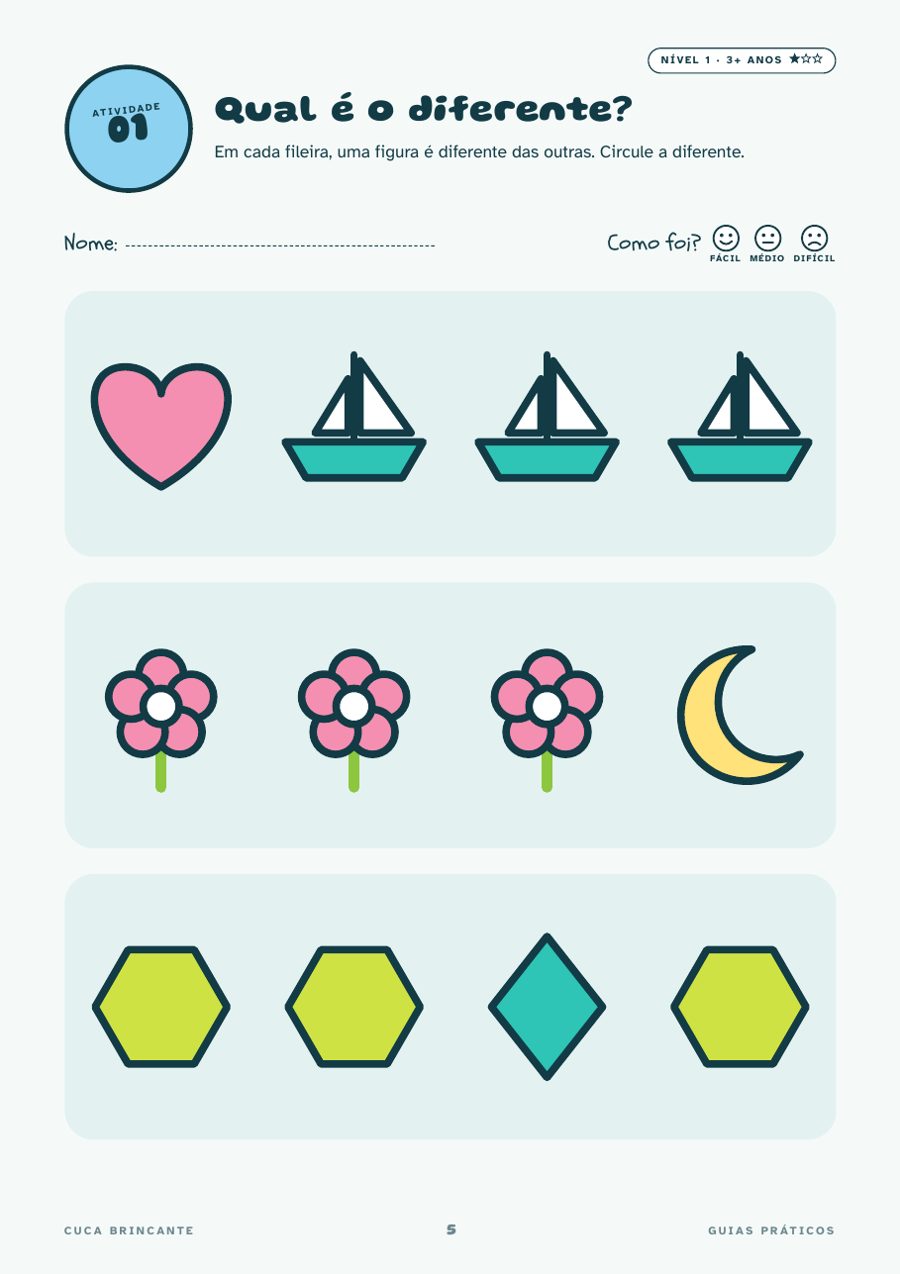 NÍVEL 1 · 3+ ANOS ★☆☆
ATIVIDADE
01
Qual é o diferente?
Em cada fileira, uma figura é diferente das outras. Circule a diferente.
Nome:
Como foi?
FÁCIL MÉDIO DIFÍCIL
CUCA BRINCANTE 5 GUIAS PRÁTICOS